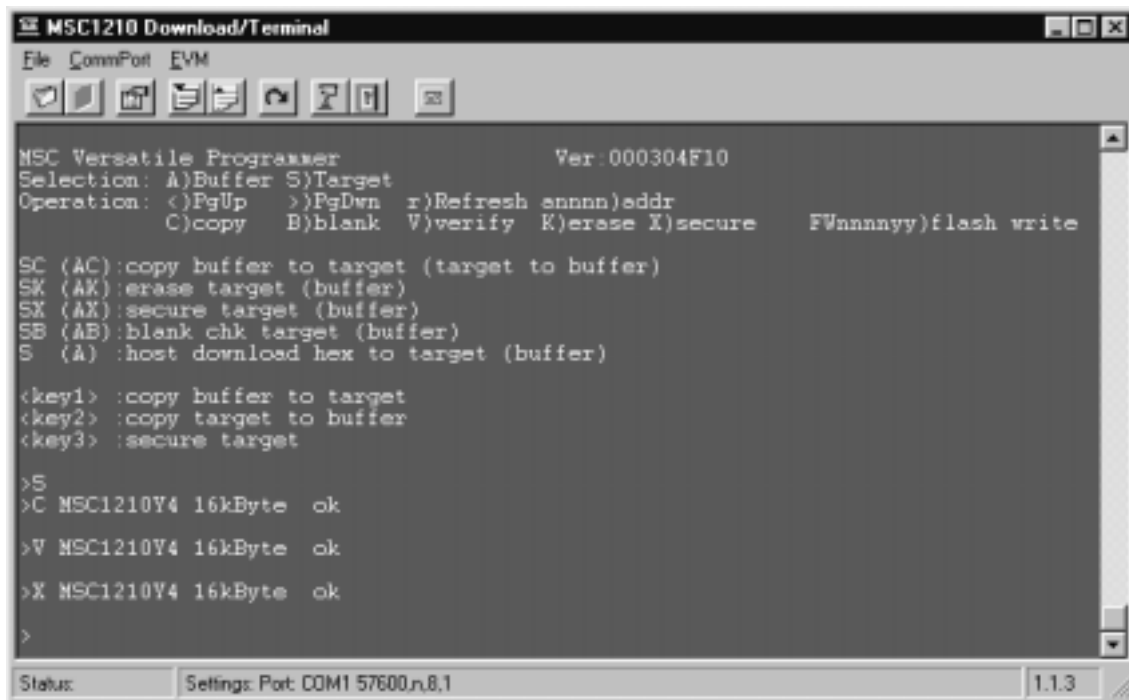 MSC1210 Download/Terminal
File CommPort EVM
MSC Versatile Programmer Ver:000304F10
Selection: A)Buffer S)Target
Operation: <)PgUp >)PgDwn r)Refresh annnn)addr
C)copy B)blank V)verify K)erase X)secure FWnnnnyy)flash write
SC (AC):copy buffer to target (target to buffer)
SK (AK):erase target (buffer)
SX (AX):secure target (buffer)
SB (AB):blank chk target (buffer)
S (A) :host download hex to target (buffer)
<key1> :copy buffer to target
<key2> :copy target to buffer
<key3> :secure target
>S
>C MSC1210Y4 16kByte ok
>V MSC1210Y4 16kByte ok
>X MSC1210Y4 16kByte ok
>
Status: Settings: Port: COM1 57600,n,8,1 1.1.3